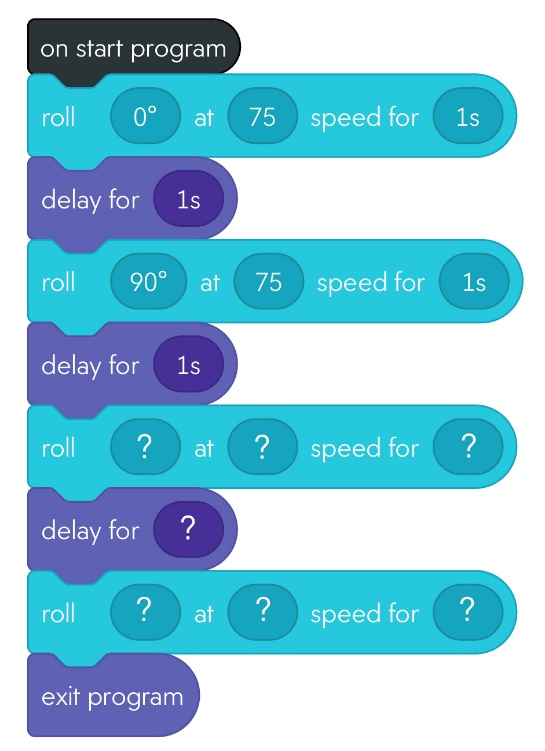 on start program
roll 0° at 75 speed for 1s
delay for 1s
roll 90° at 75 speed for 1s
delay for 1s
roll ? at ? speed for ?
delay for ?
roll ? at ? speed for ?
exit program